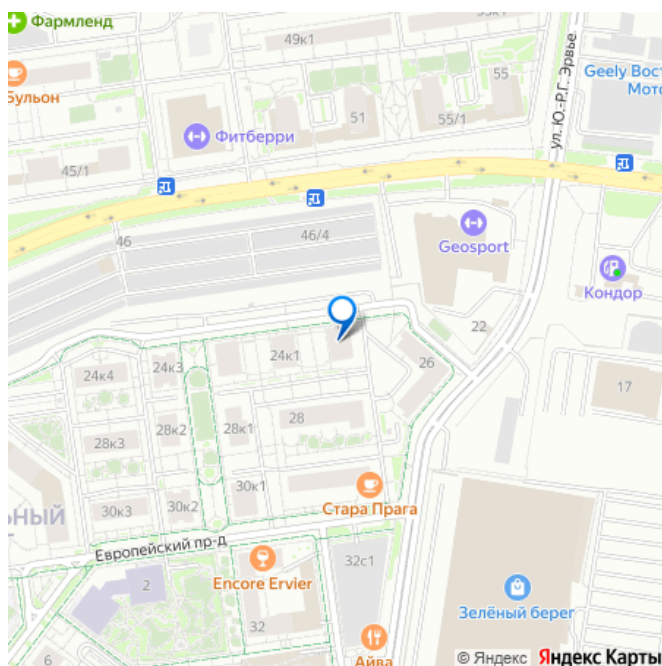 Фармленд
49к1
Бульон
55
Geely Вост
Мото
51
55/1
Фитберри
ул. Ю.-Р.Г. Эрвье
45/1
46
46/4
Geosport
Кондор
22
24к1
26
24к3
24к4
17
28
28к1
28к2
28к3
30к1
30к2
30к3
Стара Прага
ЬНЫЙ
Европейский пр-д
32с1
Encore Ervier
2
Зелёный берег
32
6
Айва
© Яндекс Яндекс Карты